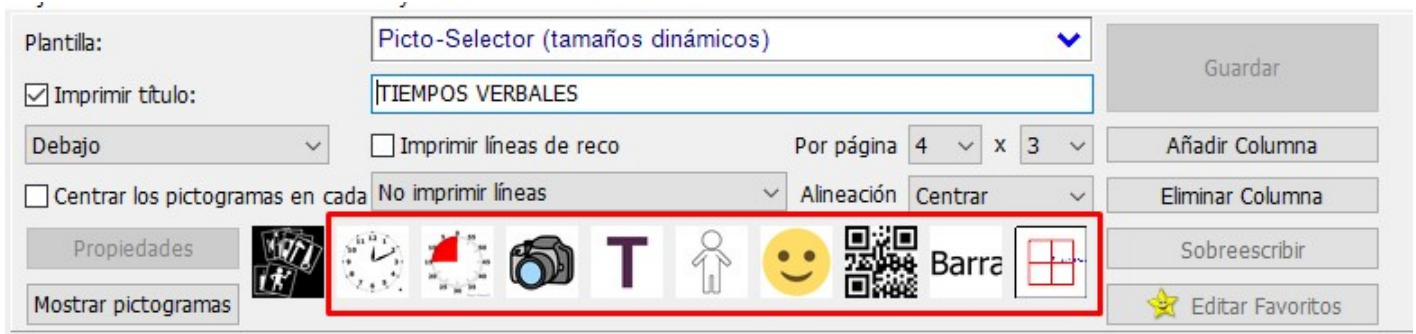 Plantilla:
Picto-Selector (tamaños dinámicos)
Guardar
Imprimir título:
TIEMPOS VERBALES
Debajo
Imprimir líneas de reco
Por página 4 x 3
Añadir Columna
Centrar los pictogramas en cada
No imprimir líneas
Alineación Centrar
Eliminar Columna
Propiedades
T
Barra
Sobreescribir
Mostrar pictogramas
Editar Favoritos